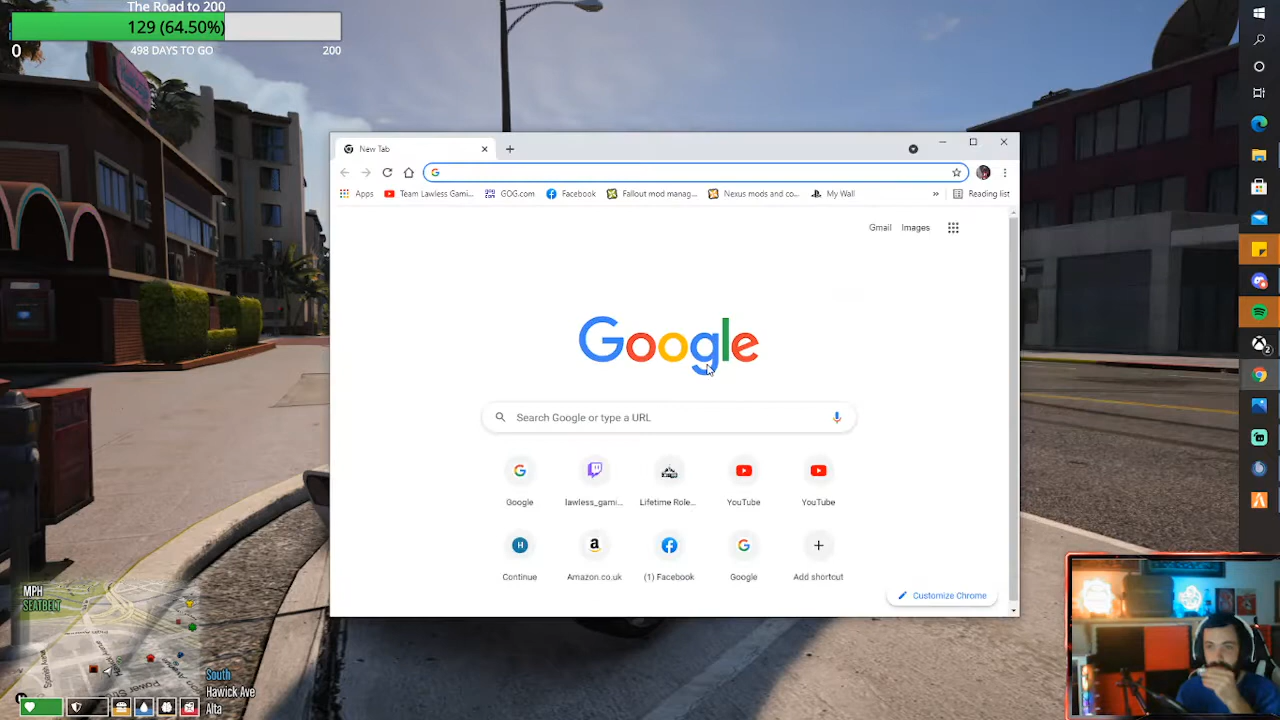 The Road to 200
129 (64.50%)
0 498 DAYS TO GO 200
New Tab
Apps Team Lawless Gami... GOG.com Facebook Fallout mod manag... Nexus mods and co... My Wall » Reading list
Gmail Images
Google
Search Google or type a URL
Google lawless_gami... Lifetime Role... YouTube YouTube
Continue Amazon.co.uk (1) Facebook Google Add shortcut
Customize Chrome
MPH
SEATBELT
South
Hawick Ave
Alta